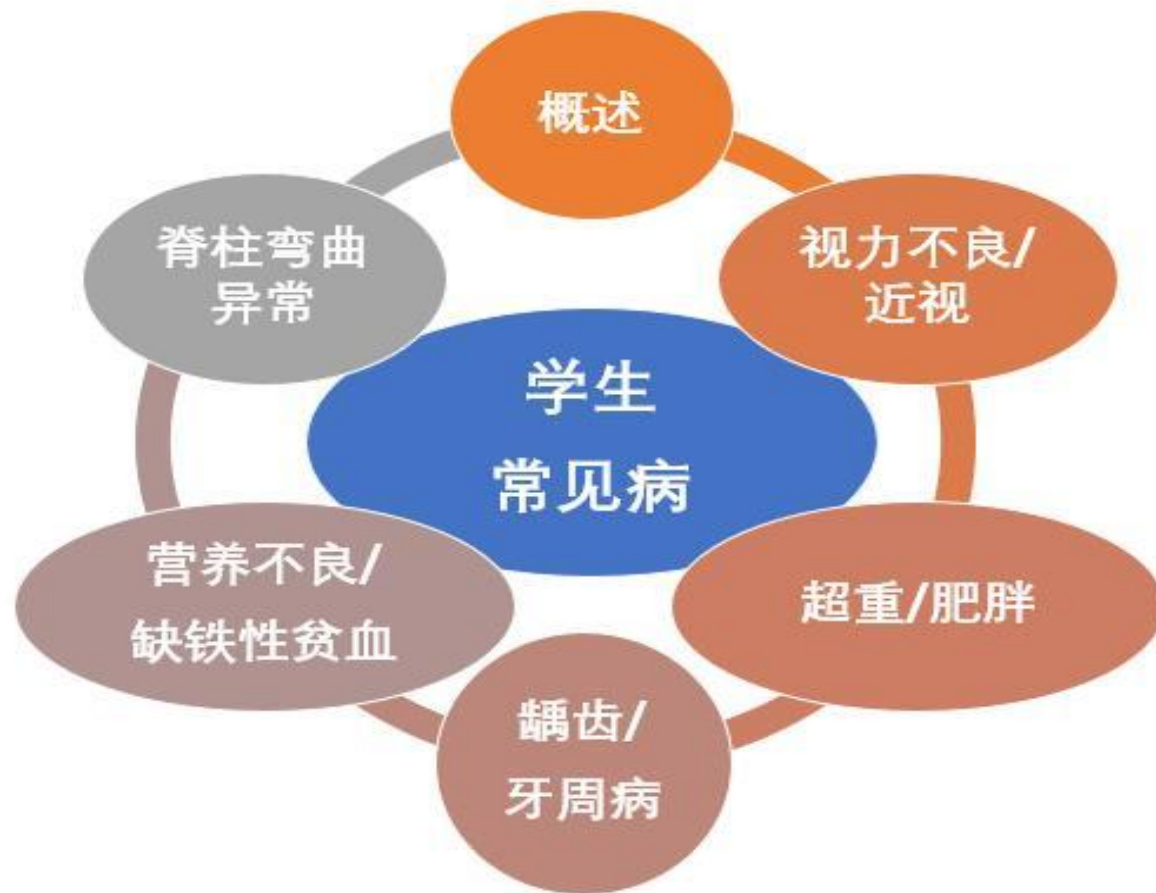 概述
视力不良/
近视
脊柱弯曲
异常
学生
常见病
营养不良/
缺铁性贫血
超重/肥胖
龋齿/
牙周病